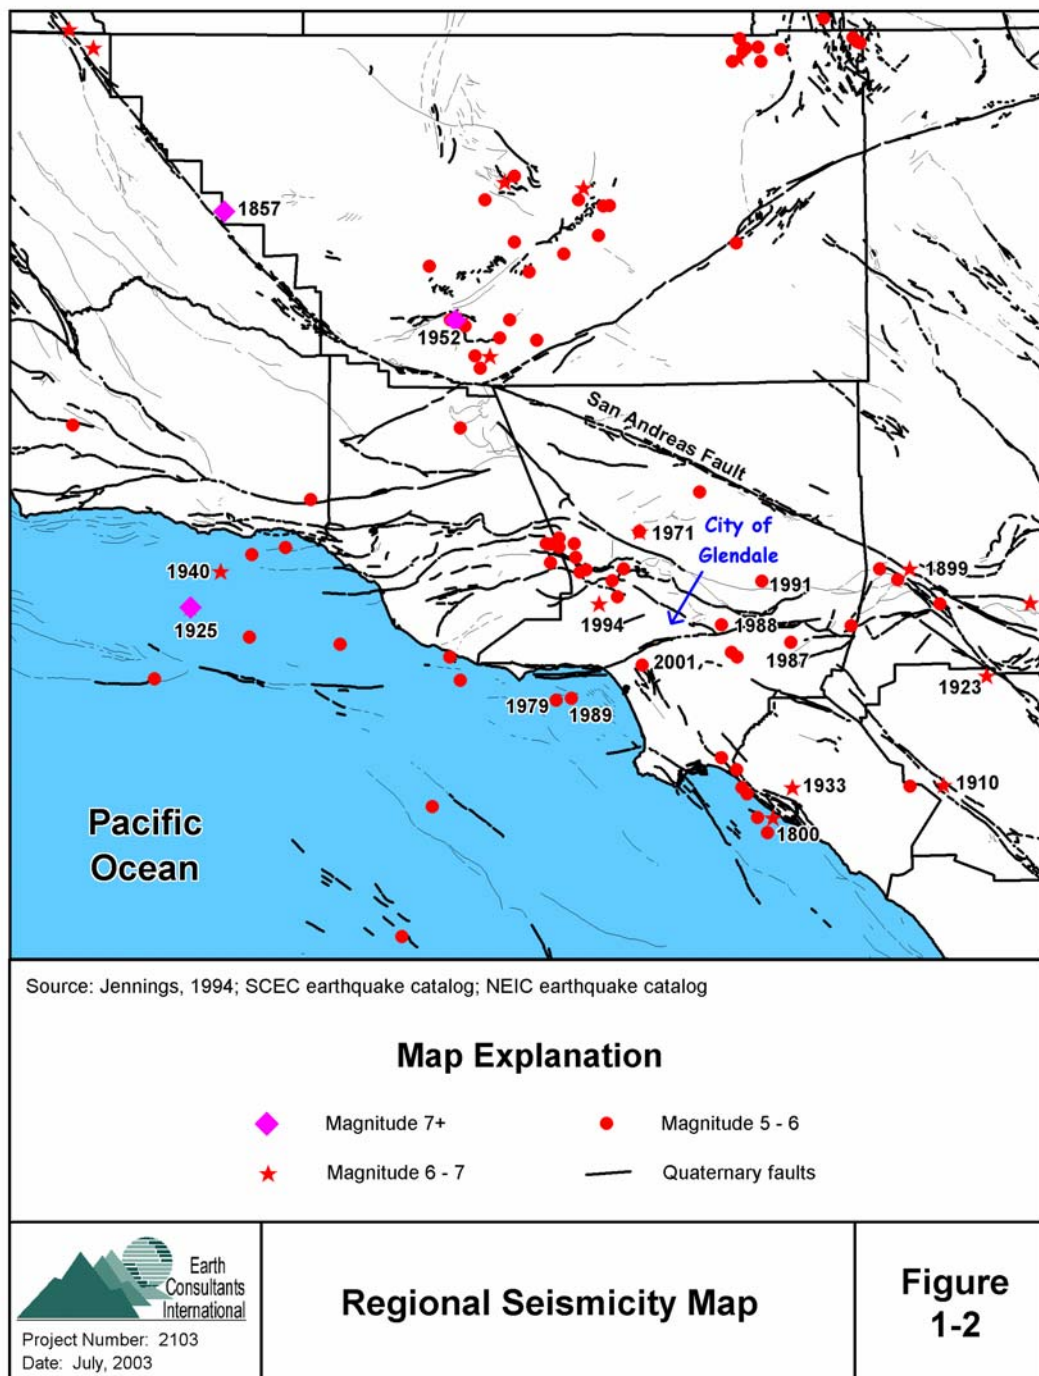 1857
1952
San Andreas Fault
1971
City of
Glendale
1940
1899
1991
1925
1994
1988
1987
2001
1923
1979
1989
1933
1910
1800
Pacific
Ocean
Source: Jennings, 1994; SCEC earthquake catalog; NEIC earthquake catalog
Map Explanation
Magnitude 7+
Magnitude 5 - 6
Magnitude 6 - 7
Quaternary faults
Earth
Consultants
International
Project Number: 2103
Date: July, 2003
Regional Seismicity Map
Figure
1-2